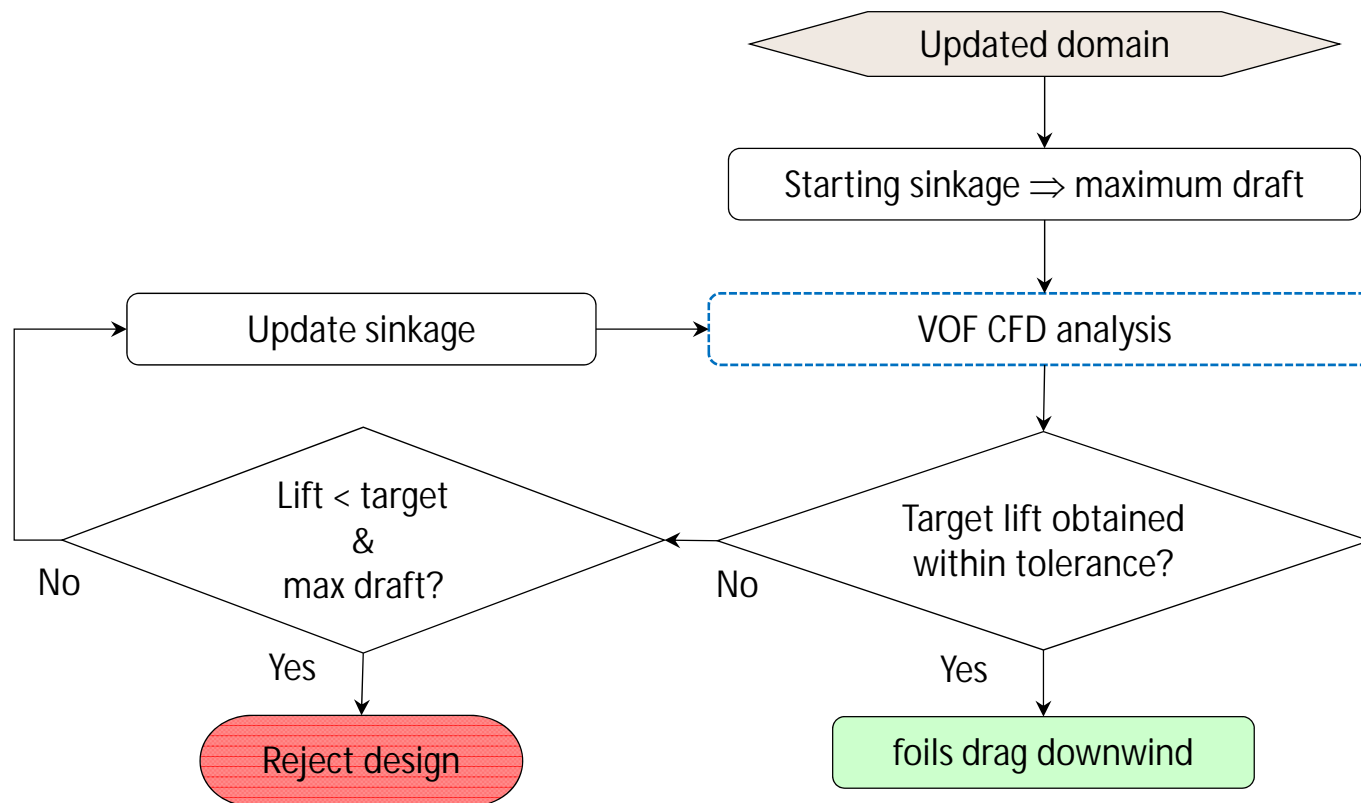 Updated domain
Starting sinkage ⇒ maximum draft
Update sinkage
VOF CFD analysis
Lift < target
&
max draft?
Target lift obtained
within tolerance?
No
No
Yes
Yes
Reject design
foils drag downwind